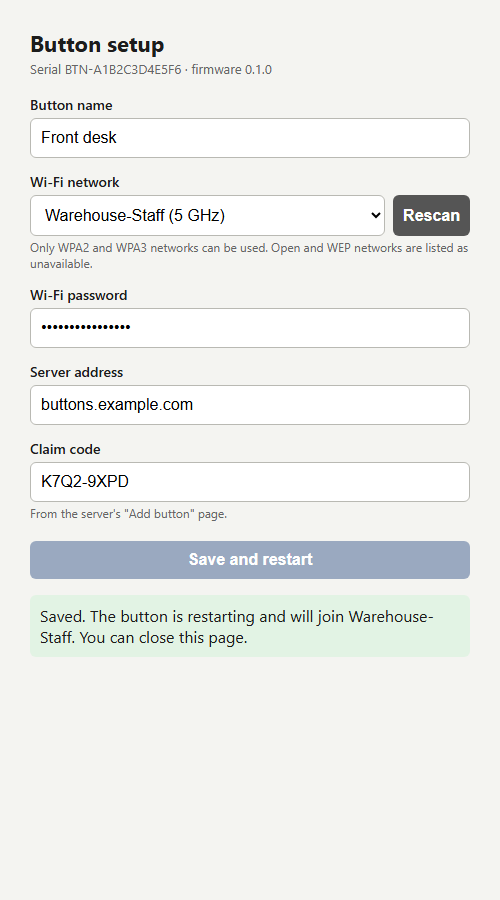 Button setup
Serial BTN-A1B2C3D4E5F6 · firmware 0.1.0
Button name
Front desk
Wi-Fi network
Warehouse-Staff (5 GHz)
Rescan
Only WPA2 and WPA3 networks can be used. Open and WEP networks are listed as
unavailable.
Wi-Fi password
••••••••••••••••
Server address
buttons.example.com
Claim code
K7Q2-9XPD
From the server's "Add button" page.
Save and restart
Saved. The button is restarting and will join Warehouse-
Staff. You can close this page.